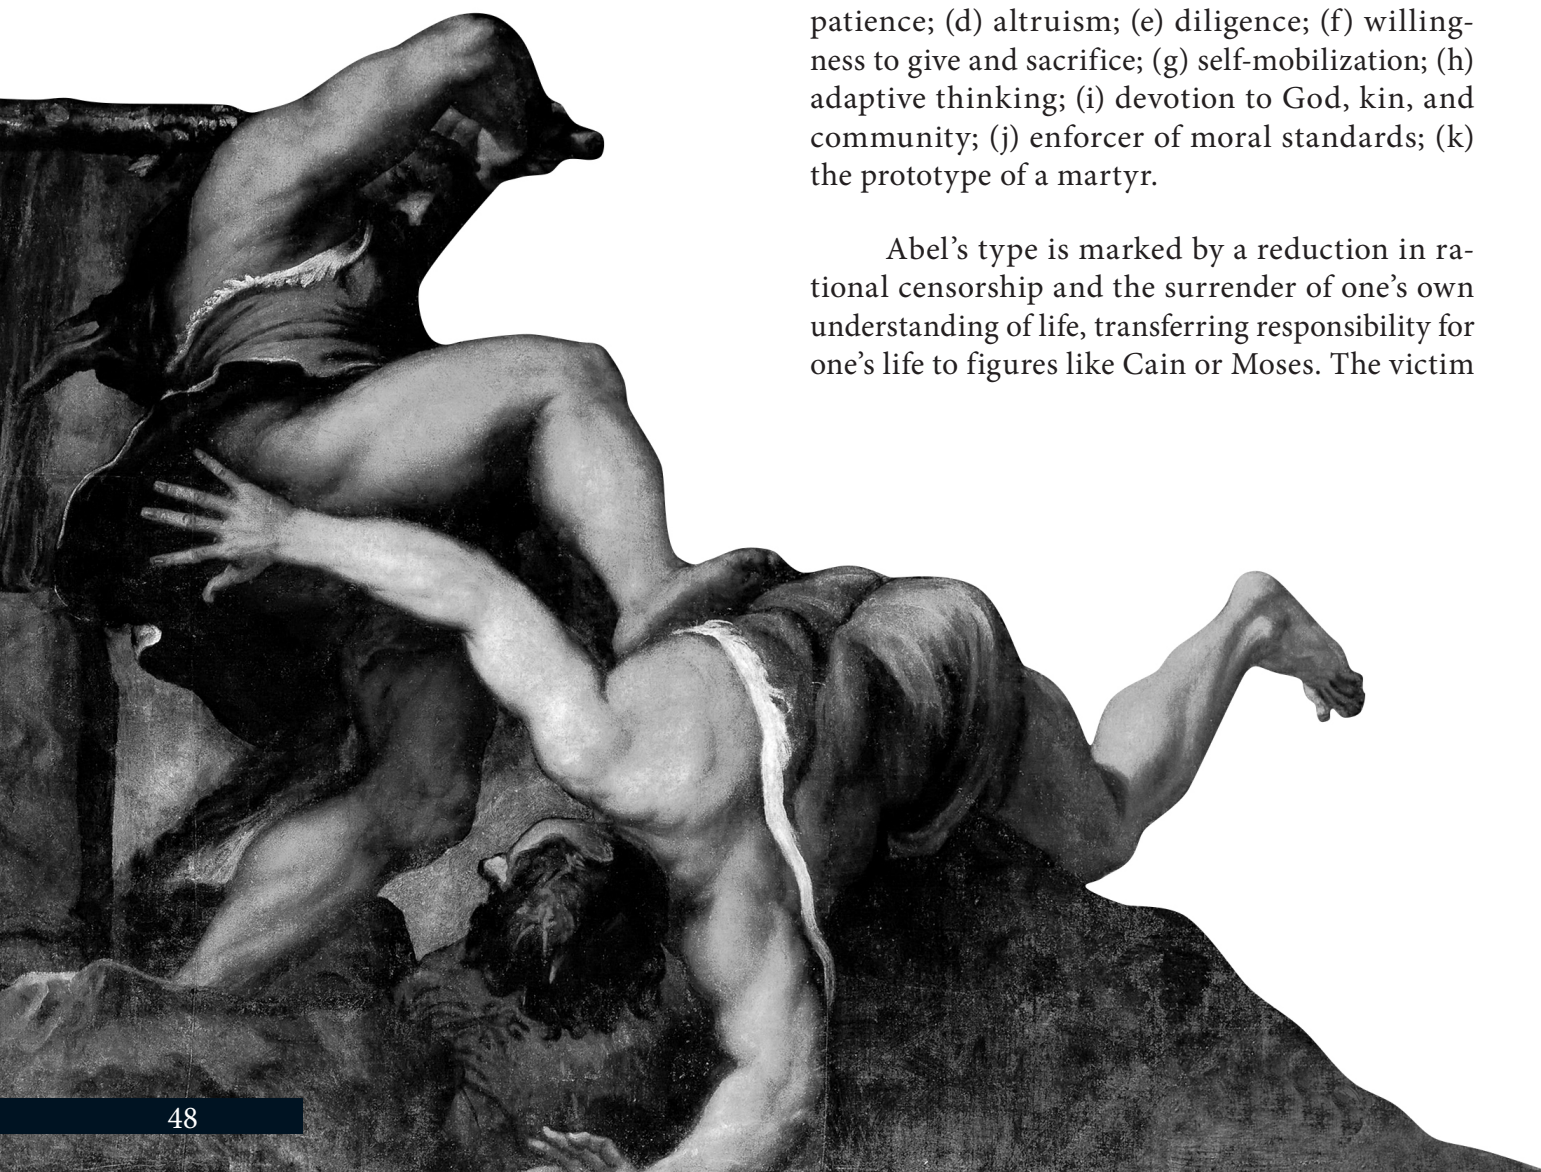 patience; (d) altruism; (e) diligence; (f) willing-
ness to give and sacrifice; (g) self-mobilization; (h)
adaptive thinking; (i) devotion to God, kin, and
community; (j) enforcer of moral standards; (k)
the prototype of a martyr.
Abel’s type is marked by a reduction in ra-
tional censorship and the surrender of one’s own
understanding of life, transferring responsibility for
one’s life to figures like Cain or Moses. The victim
48